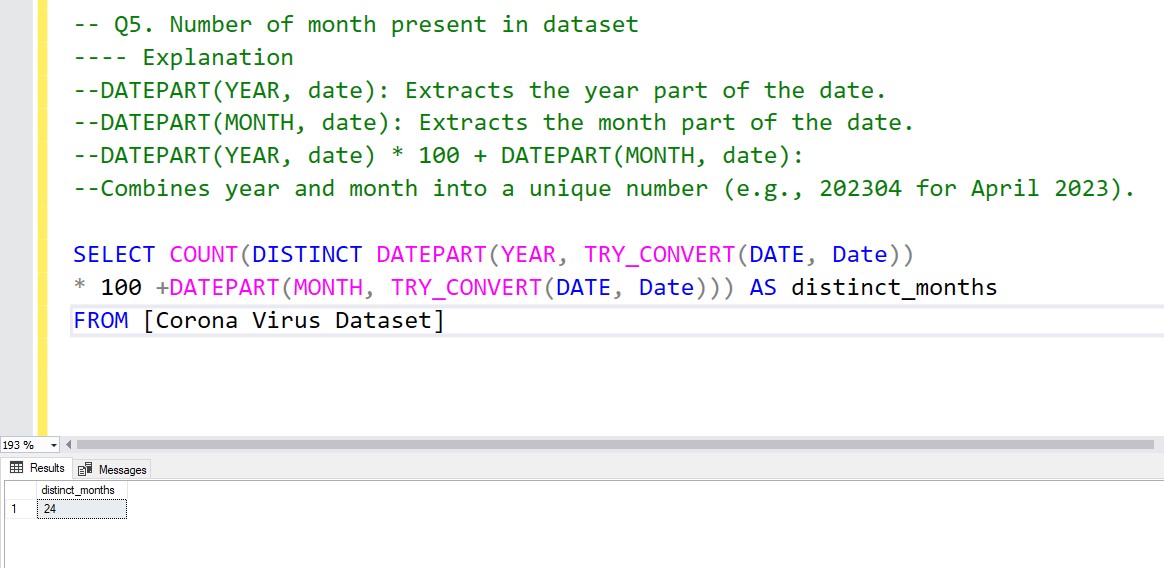 -- Q5. Number of month present in dataset
---- Explanation
--DATEPART(YEAR, date): Extracts the year part of the date.
--DATEPART(MONTH, date): Extracts the month part of the date.
--DATEPART(YEAR, date) * 100 + DATEPART(MONTH, date):
--Combines year and month into a unique number (e.g., 202304 for April 2023).
SELECT COUNT(DISTINCT DATEPART(YEAR, TRY_CONVERT(DATE, Date))
* 100 +DATEPART(MONTH, TRY_CONVERT(DATE, Date))) AS distinct_months
FROM [Corona Virus Dataset]
193 %
Results Messages
distinct_months
1 24